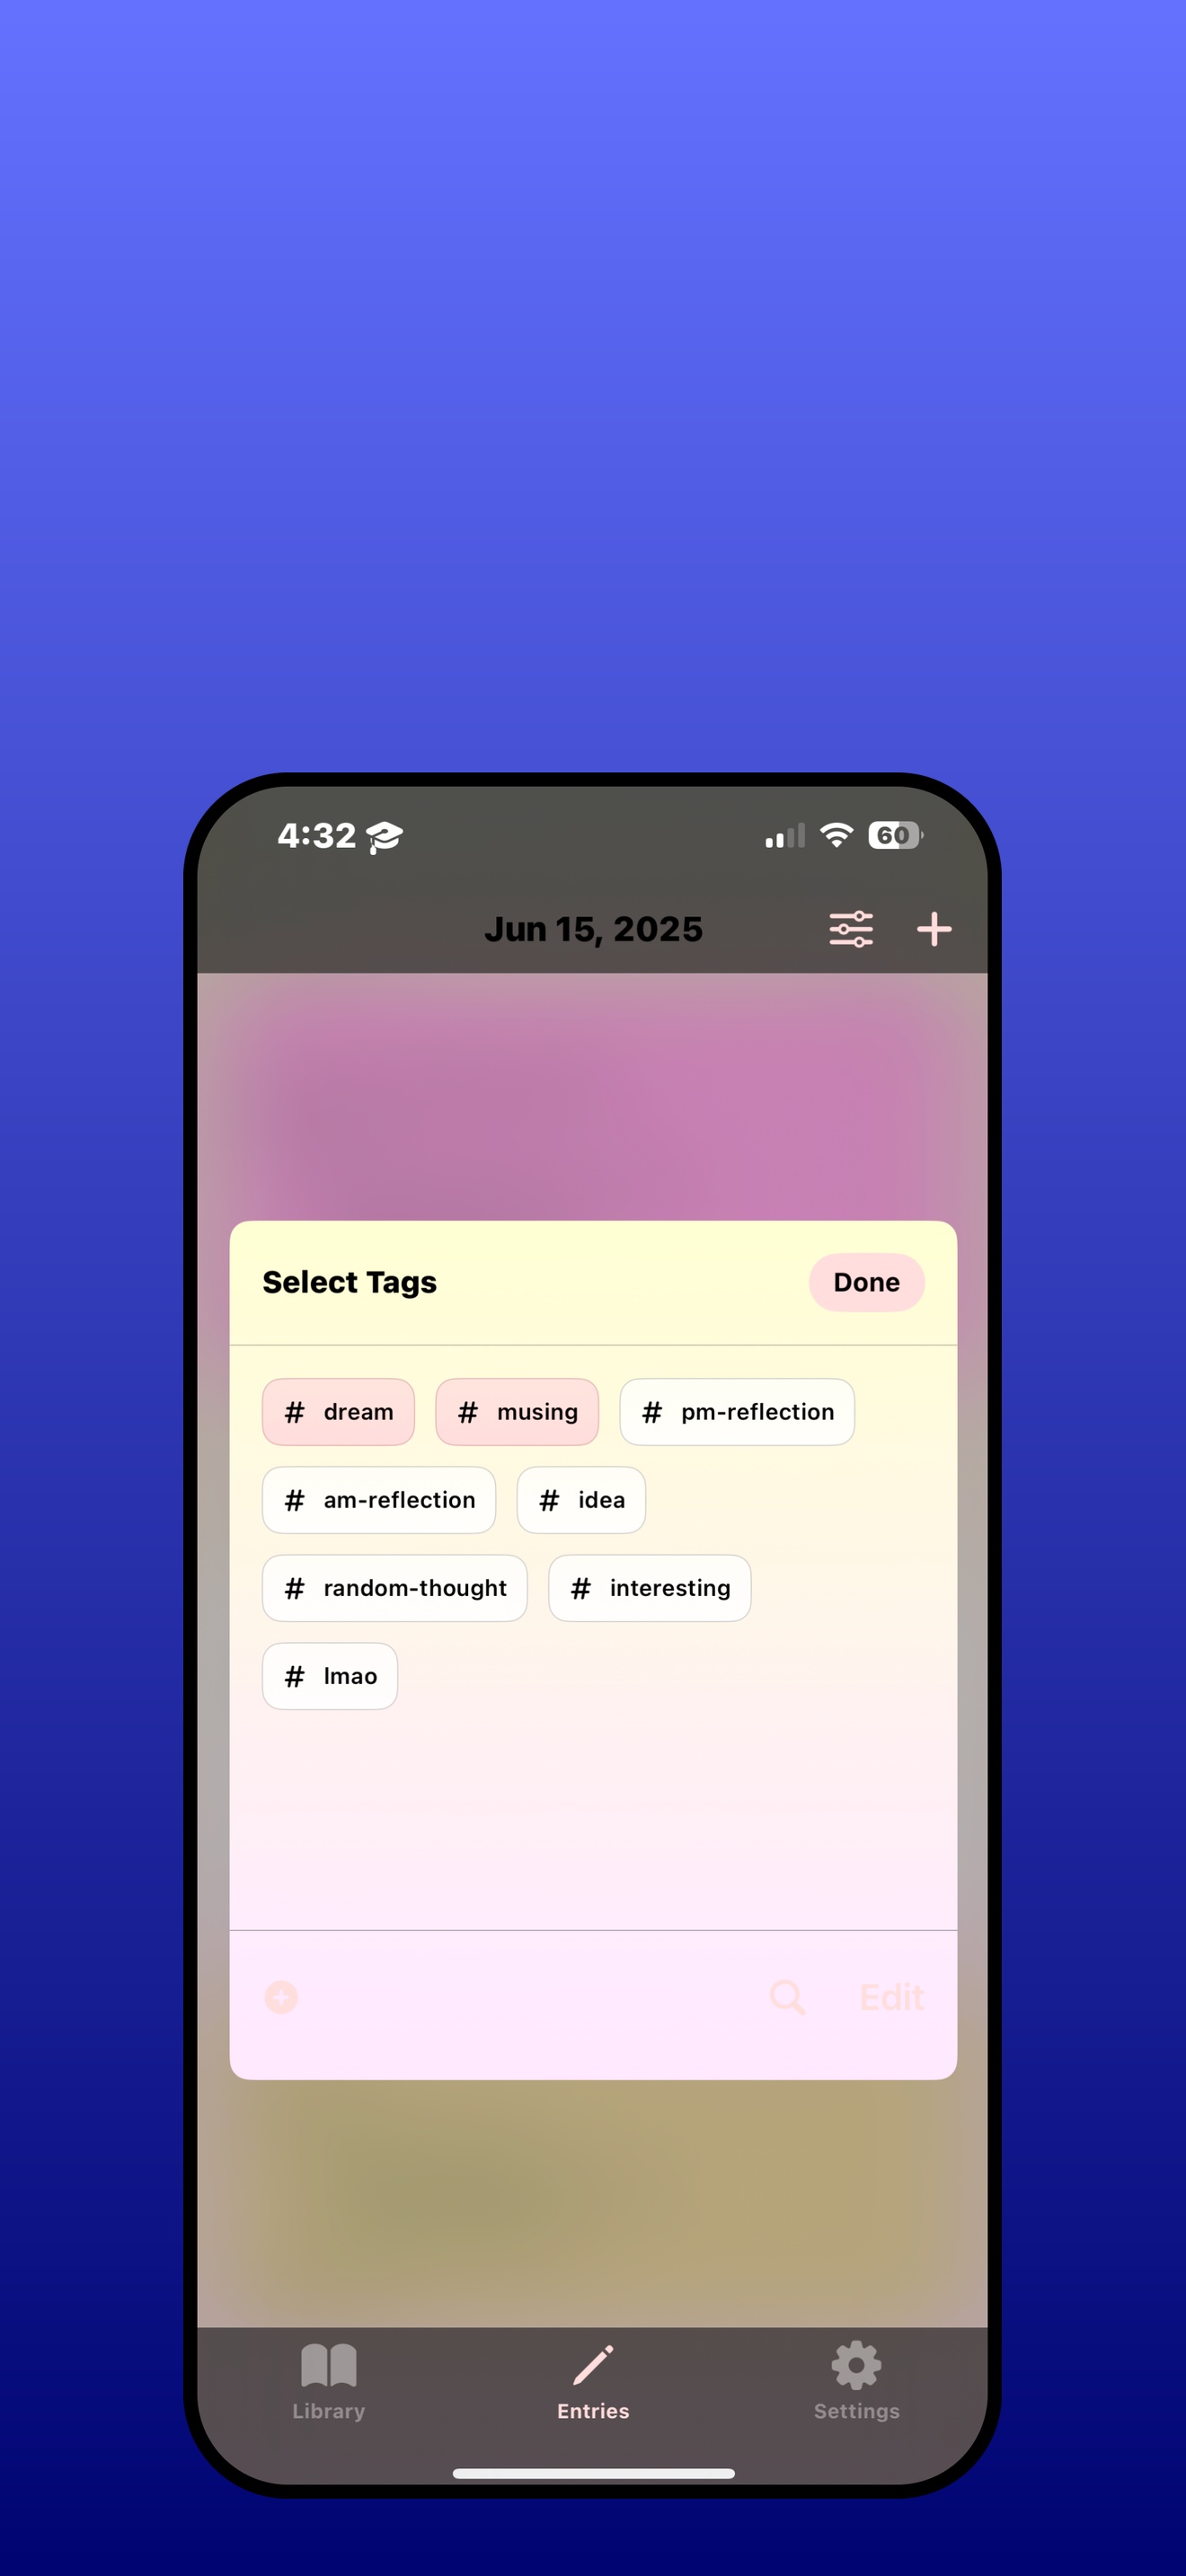 4:32 60
Jun 15, 2025
Select Tags Done
# dream # musing # pm-reflection
# am-reflection # idea
# random-thought # interesting
# lmao
Edit
Library Entries Settings